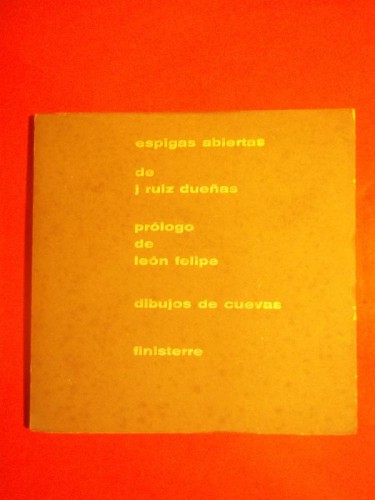 espigas abiertas
de
j ruiz dueñas
prólogo
de
león felipe
dibujos de cuevas
finisterre